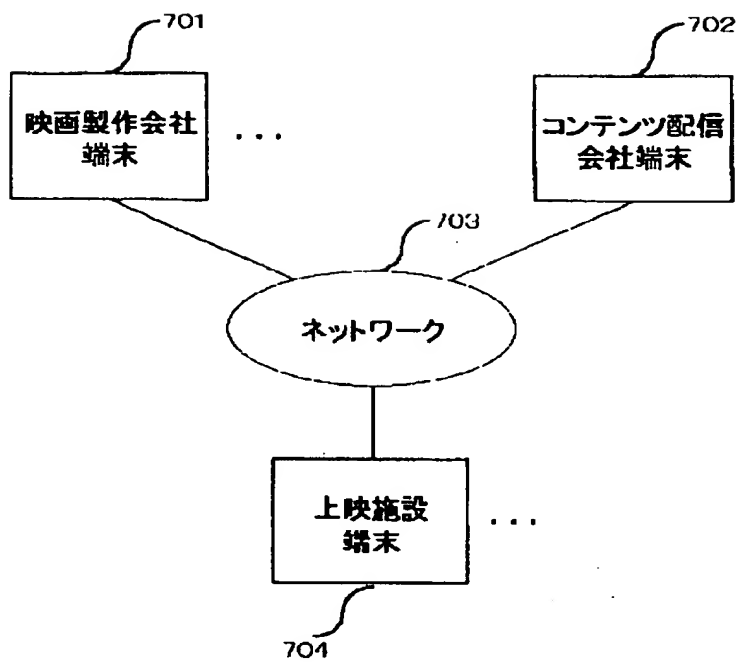 701
映画製作会社
端末
...
702
コンテンツ配信
会社端末
703
ネットワーク
上映施設
端末
...
704